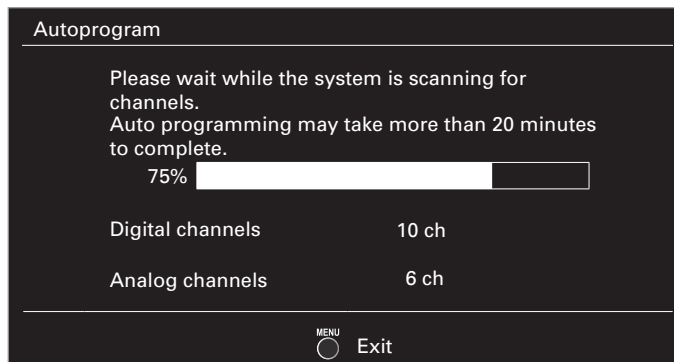 Autoprogram
Please wait while the system is scanning for
channels.
Auto programming may take more than 20 minutes
to complete.
75%
Digital channels 10 ch
Analog channels 6 ch
MENU
Exit